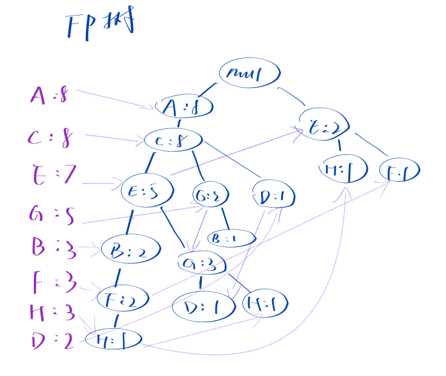 Fp树
A:8
C:8
E:7
G:5
B:3
F:3
H:3
D:2
null
A:8
E:2
C:8
H:1
F:1
E:5
G:2
D:1
B:2
B:1
G:3
F:2
D:1
H:1
H:1